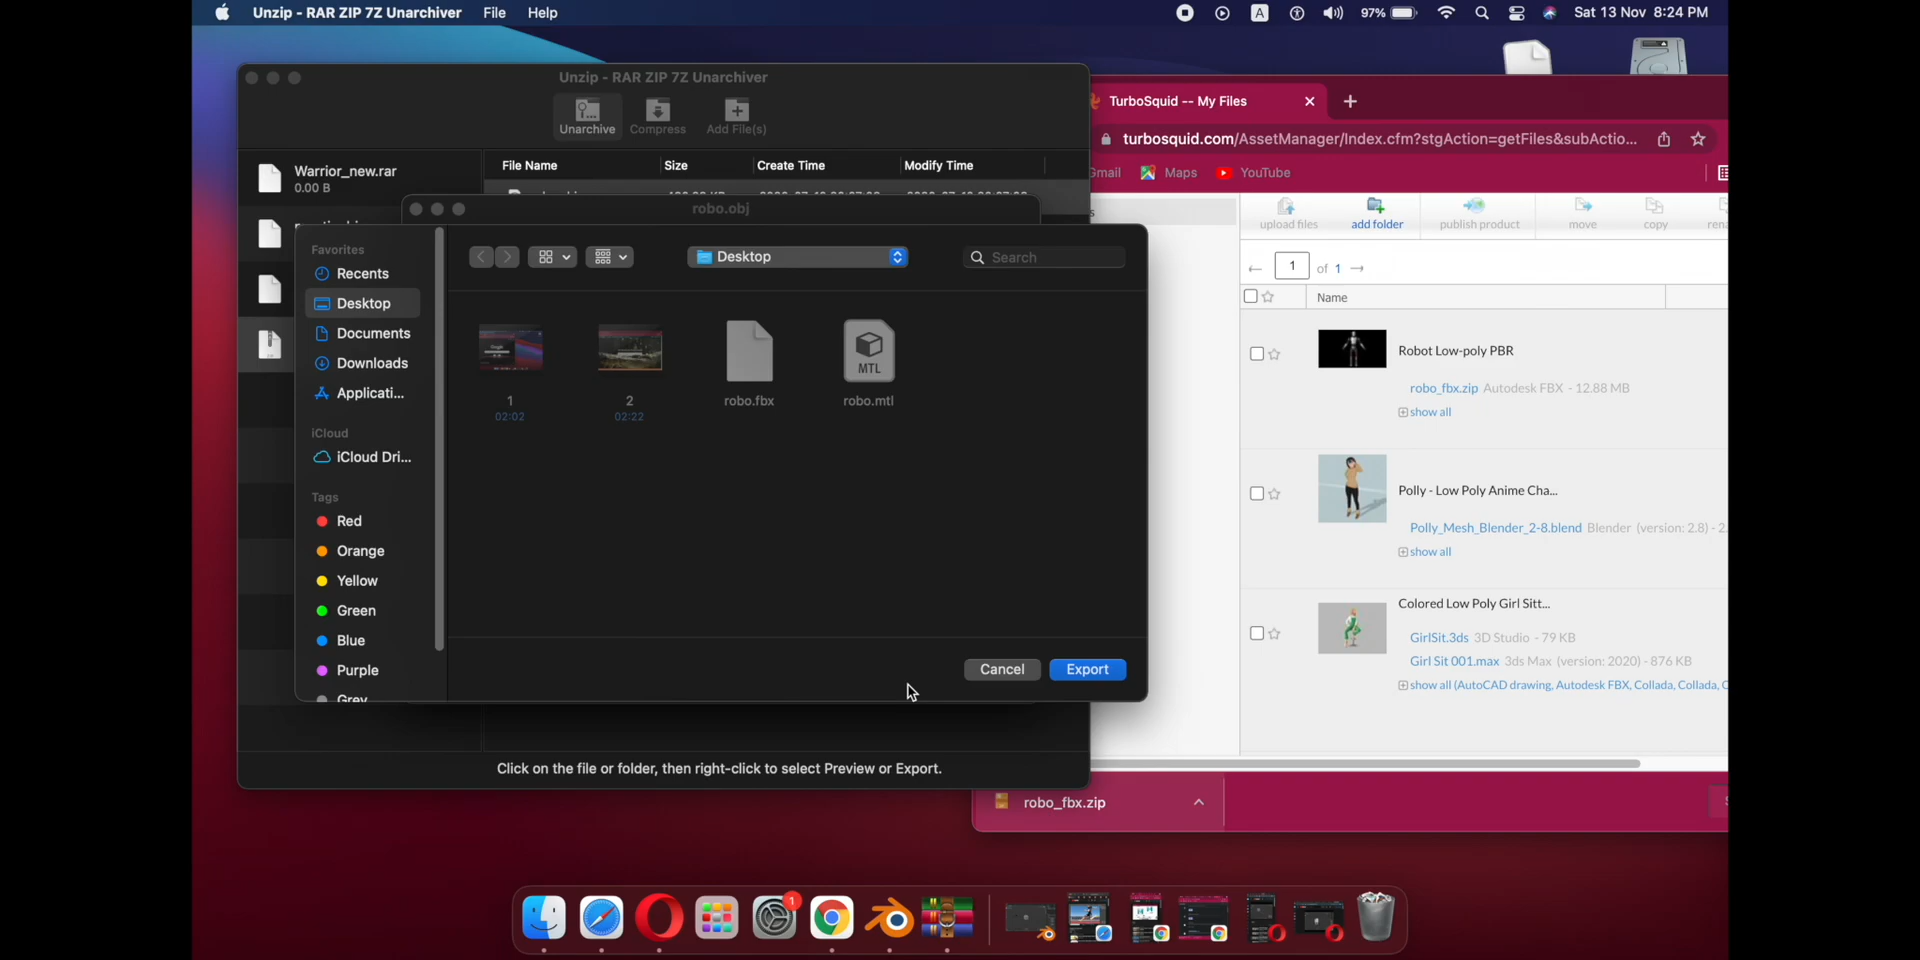 Unzip - RAR ZIP 7Z Unarchiver File Help
A 97% Sat 13 Nov 8:24 PM
Unzip - RAR ZIP 7Z Unarchiver
Unarchive Compress Add File(s)
File Name Size Create Time Modify Time
Warrior_new.rar
0.00 B
robo.obj
Favorites
Recents
Desktop
Documents
Downloads
Applicati...
iCloud
iCloud Dri...
Tags
Red
Orange
Yellow
Green
Blue
Purple
Grey
Desktop
Search
1
02:02
2
02:22
robo.fbx
MTL
robo.mtl
Cancel Export
Click on the file or folder, then right-click to select Preview or Export.
TurboSquid -- My Files
turbosquid.com/AssetManager/Index.cfm?stgAction=getFiles&subActio...
Maps YouTube
upload files add folder publish product move copy
1 of 1
Name
Robot Low-poly PBR
robo_fbx.zip Autodesk FBX - 12.88 MB
show all
Polly - Low Poly Anime Cha...
Polly_Mesh_Blender_2-8.blend Blender (version: 2.8) - 2.
show all
Colored Low Poly Girl Sitt...
GirlSit.3ds 3D Studio - 79 KB
Girl Sit 001.max 3ds Max (version: 2020) - 876 KB
show all (AutoCAD drawing, Autodesk FBX, Collada, Collada, C
robo_fbx.zip
1